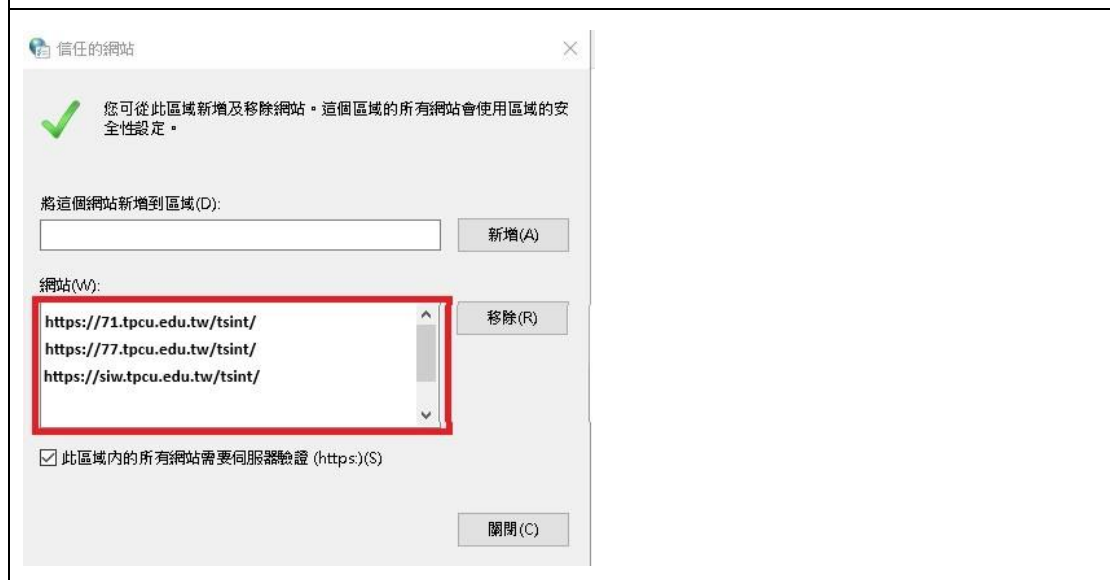 信任的網站
您可從此區域新增及移除網站。這個區域的所有網站會使用區域的安
全性設定。
將這個網站新增到區域(D):
新增(A)
網站(W):
https://71.tpcu.edu.tw/tsint/
移除(R)
https://77.tpcu.edu.tw/tsint/
https://siw.tpcu.edu.tw/tsint/
此區域內的所有網站需要伺服器驗證 (https:)(S)
關閉(C)